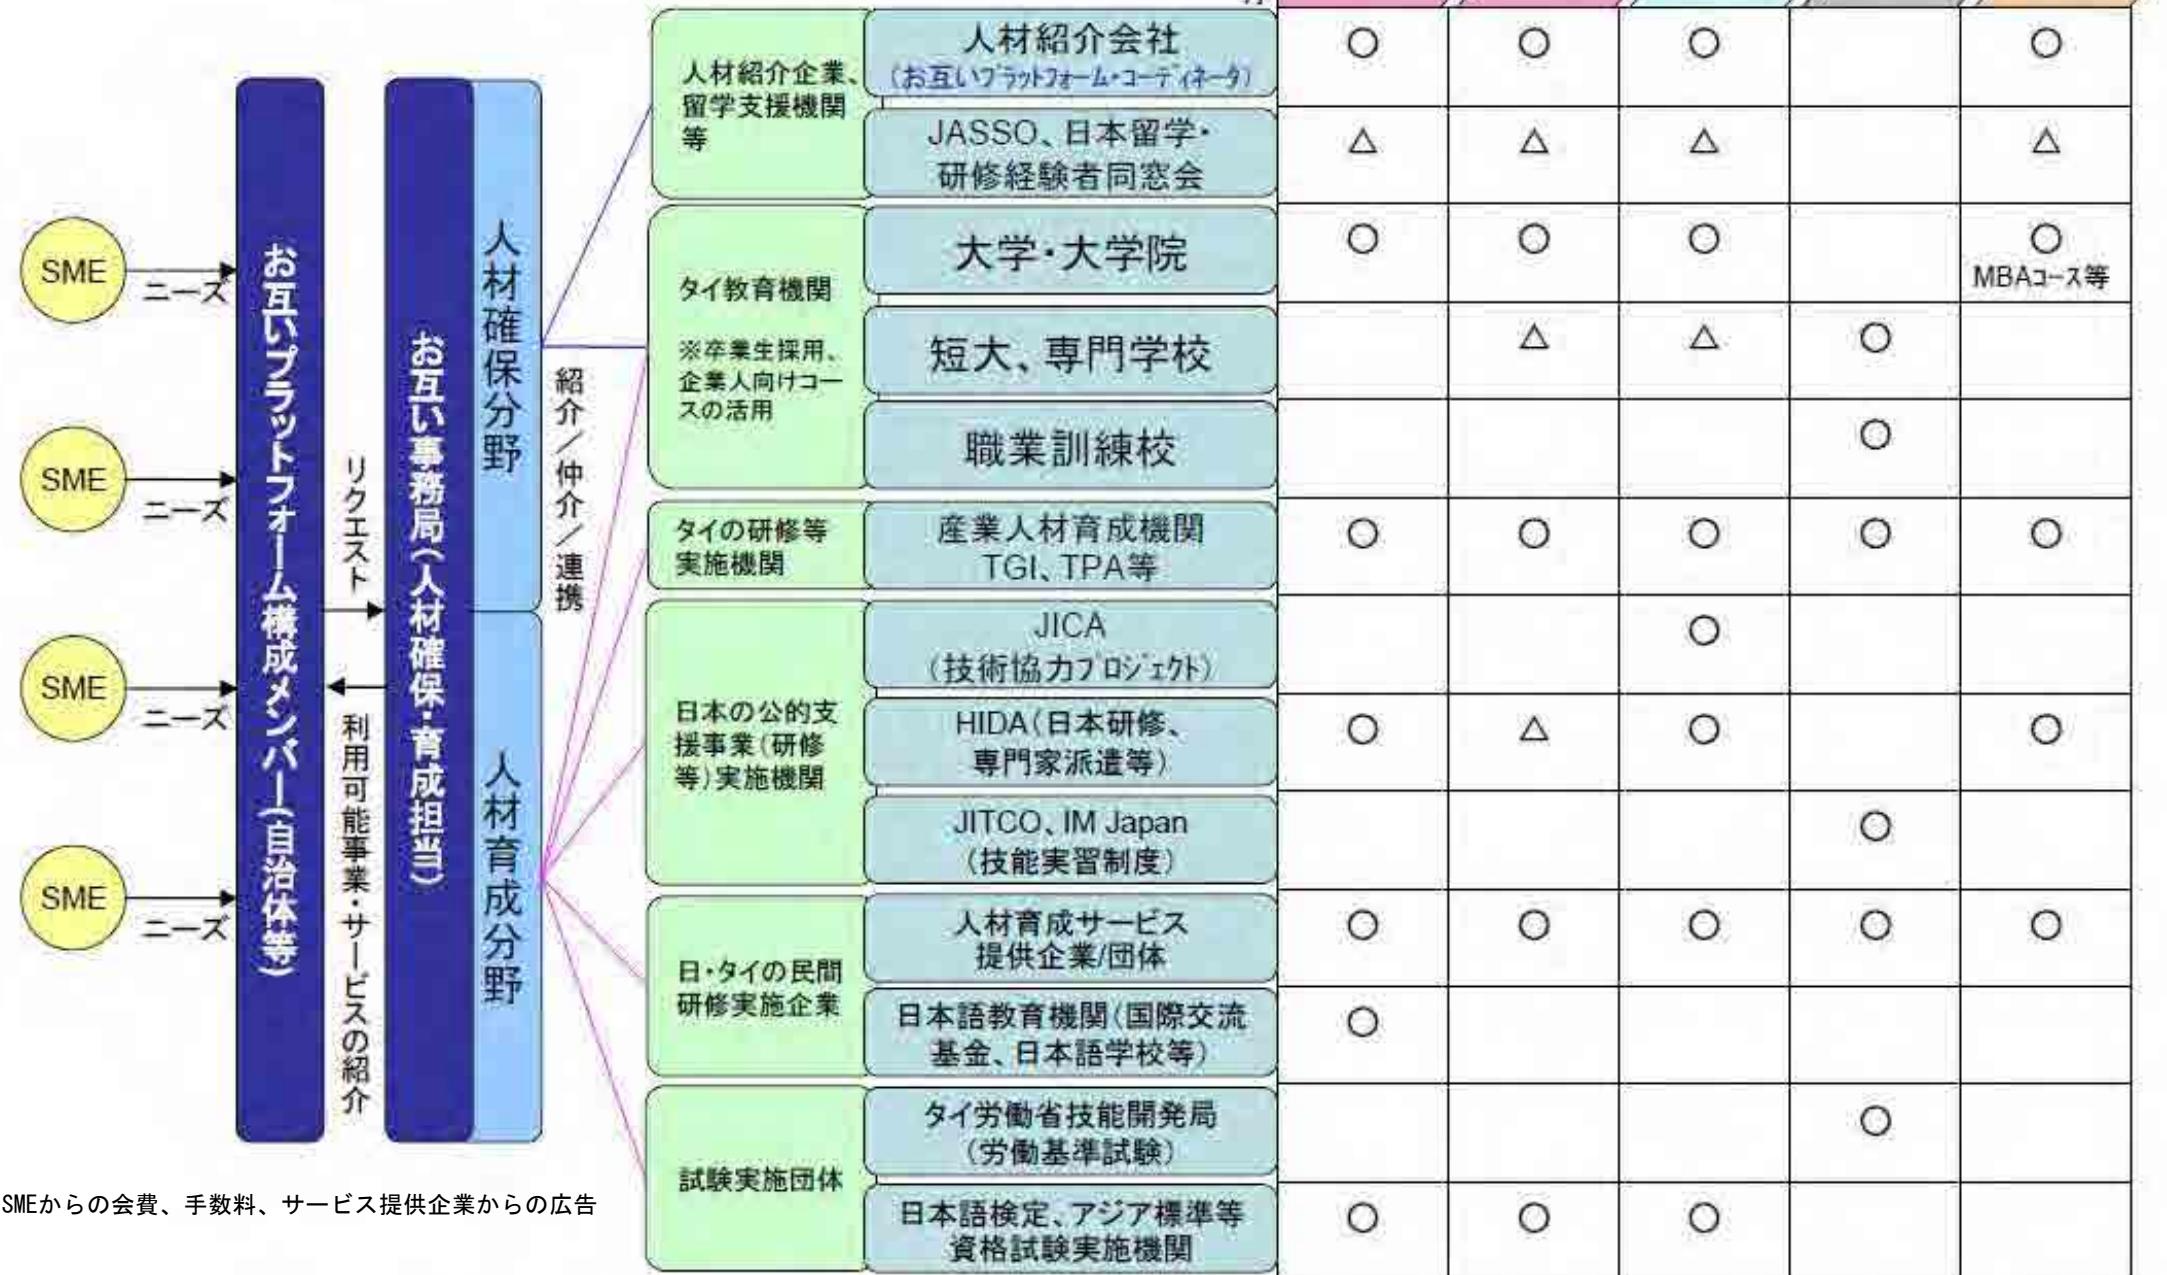 SME
ニーズ
SME
ニーズ
SME
ニーズ
SME
ニーズ
お互いプラットフォーム構成メンバー(自治体等)
リクエスト
利用可能事業・サービスの紹介
お互い事務局(人材確保・育成担当)
人材確保分野
人材育成分野
紹介/仲介/連携
人材紹介企業、
留学支援機関
等
人材紹介会社
(お互いプラットフォーム・コーディネータ)
○ ○ ○ ○
JASSO、日本留学・
研修経験者同窓会
△ △ △ △
タイ教育機関
※卒業生採用、
企業人向けコー
スの活用
大学・大学院
○ ○ ○ ○
MBAコース等
短大、専門学校
△ △ ○
職業訓練校
○
タイの研修等
実施機関
産業人材育成機関
TGI、TPA等
○ ○ ○ ○ ○
日本の公的支
援事業(研修
等)実施機関
JICA
(技術協力プロジェクト)
○
HIDA(日本研修、
専門家派遣等)
○ △ ○ ○
JITCO、IM Japan
(技能実習制度)
○
日・タイの民間
研修実施企業
人材育成サービス
提供企業/団体
○ ○ ○ ○ ○
日本語教育機関(国際交流
基金、日本語学校等)
○
試験実施団体
タイ労働省技能開発局
(労働基準試験)
○
日本語検定、アジア標準等
資格試験実施機関
○ ○ ○
SMEからの会費、手数料、サービス提供企業からの広告